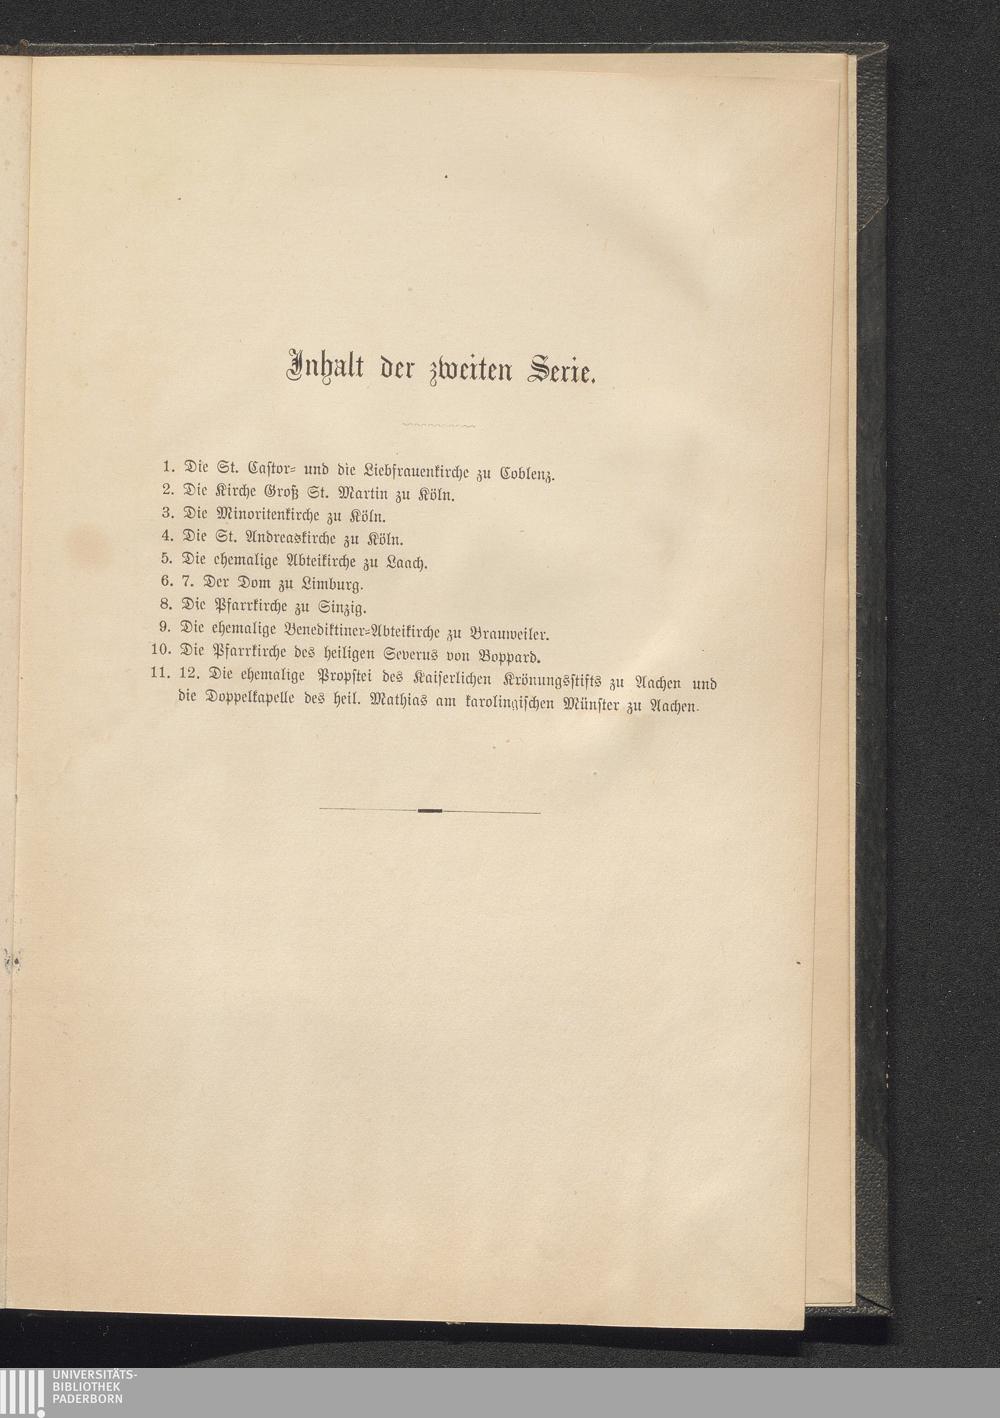 Inhalt der zweiten Serie.
1. Die St. Castor- und die Liebfrauenkirche zu Coblenz.
2. Die Kirche Groß St. Martin zu Köln.
3. Die Minoritenkirche zu Köln.
4. Die St. Andreaskirche zu Köln.
5. Die ehemalige Abteikirche zu Laach.
6. 7. Der Dom zu Limburg.
8. Die Pfarrkirche zu Sinzig.
9. Die ehemalige Benediktiner-Abteikirche zu Brauweiler.
10. Die Pfarrkirche des heiligen Severus von Boppard.
11. 12. Die ehemalige Propstei des Kaiserlichen Krönungsstifts zu Aachen und
die Doppelkapelle des heil. Mathias am karolingischen Münster zu Aachen.
UNIVERSITÄTS-
BIBLIOTHEK
PADERBORN